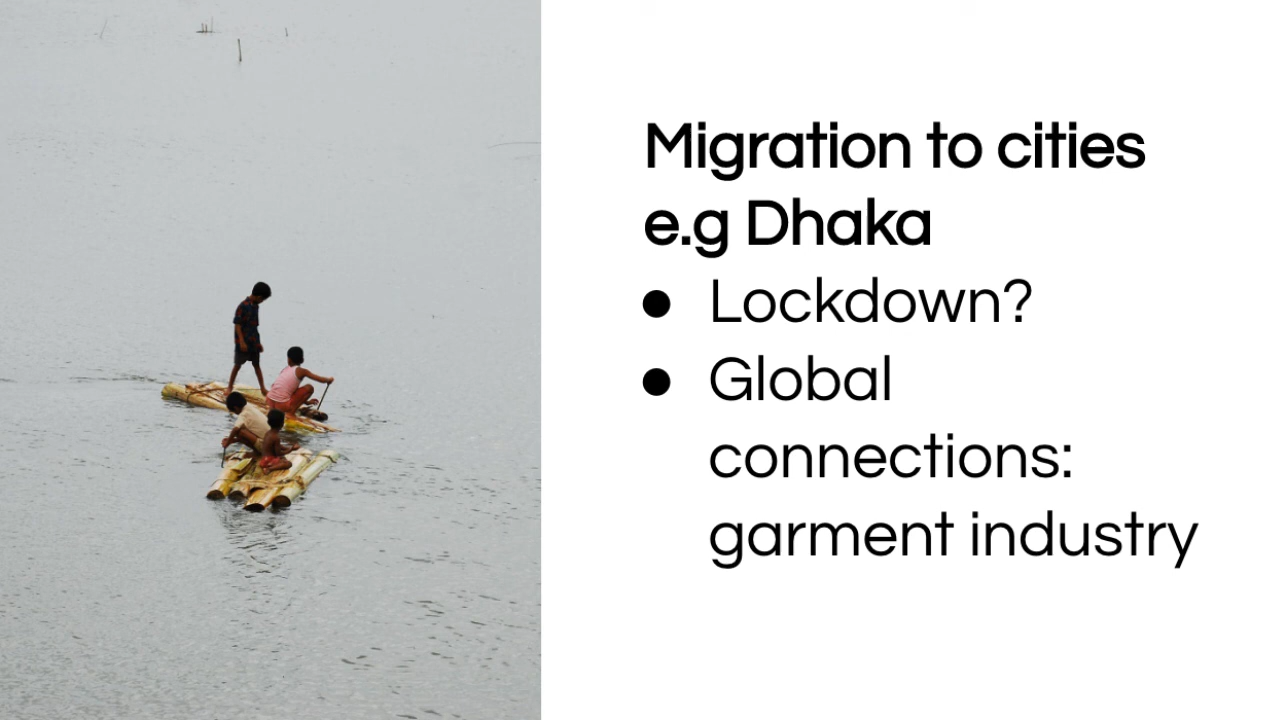 Migration to cities
e.g Dhaka
● Lockdown?
● Global
connections:
garment industry